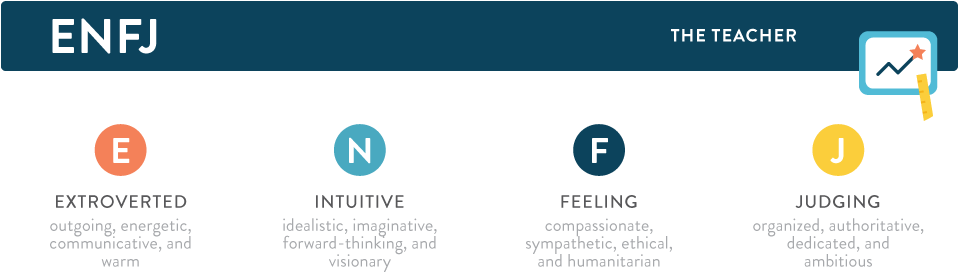 ENFJ
THE TEACHER
E
N
F
J
EXTROVERTED
outgoing, energetic,
communicative, and
warm
INTUITIVE
idealistic, imaginative,
forward-thinking, and
visionary
FEELING
compassionate,
sympathetic, ethical,
and humanitarian
JUDGING
organized, authoritative,
dedicated, and
ambitious